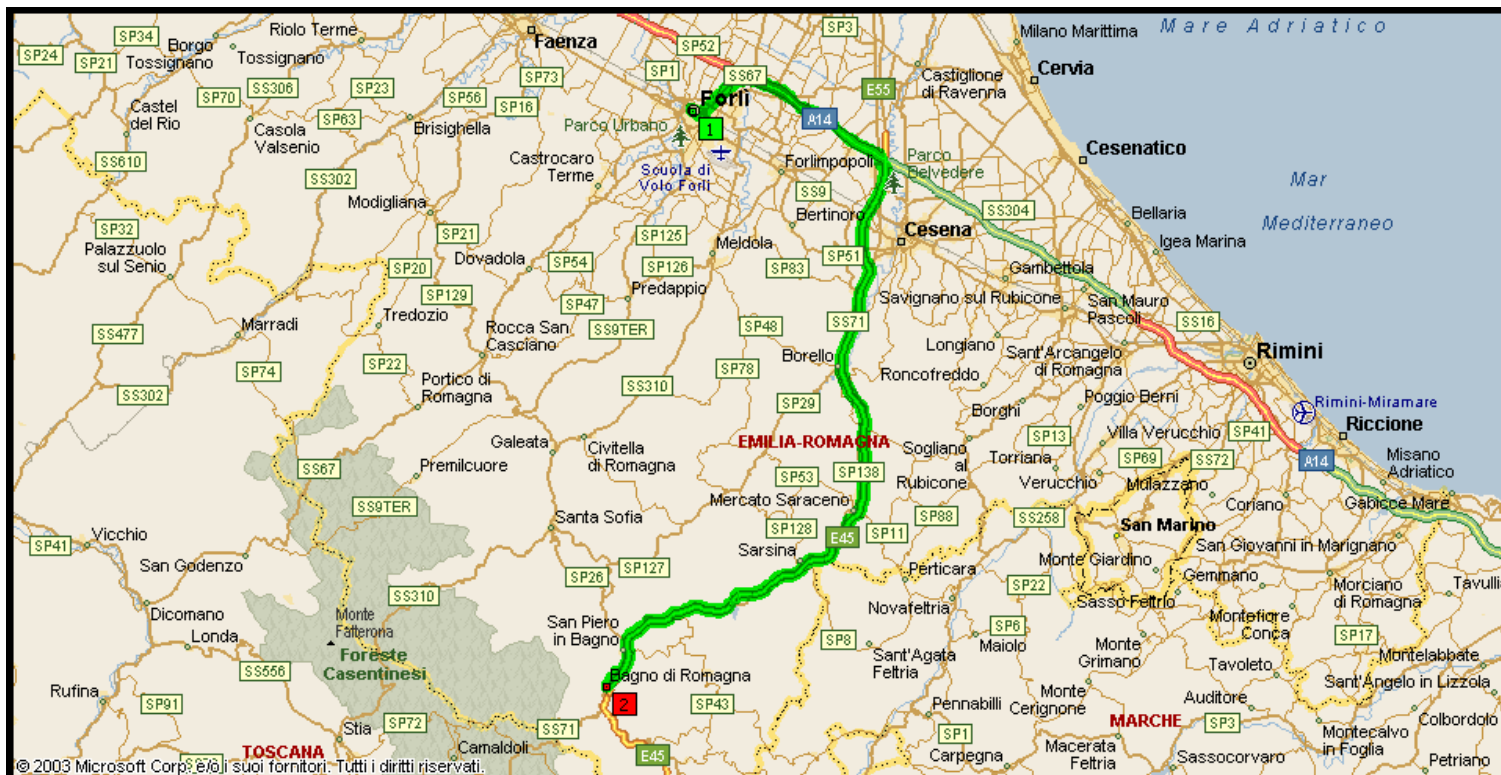 Mare Adriatico
SP34
Riolo Terme
SP24
Borgo
Tossignano
SP21
Tossignano
Faenza
SP52
SP3
Milano Marittima
Cervia
SP1
SS67
Castiglione
di Ravenna
E55
SP70
SS306
SP23
SP73
SP56
SP16
Castel
del Rio
SP63
Casola
Valsenio
Brisighella
Forlì
1
A14
Parco Urbano
SS610
SS302
Castrocaro
Terme
Scuola di
Volo Forlì
Forlimpopoli
Parco
Belvedere
Cesenatico
Mar
Mediterraneo
SS9
Modigliana
Bertinoro
SS304
Bellaria
Igea Marina
Cesena
SP32
Palazzuolo
sul Senio
SP21
SP125
Meldola
SP51
SP20
Dovadola
SP54
SP126
SP83
Gambettola
SP129
Predappio
Savignano sul Rubicone
San Mauro
Pascoli
SP47
Tredozio
SS477
Marradi
Rocca San
Casciano
SS9TER
SP48
SS71
SS16
Longiano
Sant'Arcangelo
di Romagna
Rimini
SP74
SP22
Borello
SP78
Roncofreddo
SS302
Portico di
Romagna
SS310
SP29
Borghi
Poggio Berni
Rimini-Miramare
Riccione
Galeata
Civitella
di Romagna
EMILIA-ROMAGNA
Sogliano
al
Rubicone
SP13
Villa Verucchio
SP41
SS67
Premilcuore
SP53
SP138
Torriana
SP69
SS72
A14
Misano
Adriatico
Verucchio
Mulazzano
Coriano
Gabicce Mare
SS9TER
Mercato Saraceno
Santa Sofia
SP128
E45
SP11
SP88
SS258
San Marino
San Giovanni in Marignano
SP41
Vicchio
San Godenzo
Sarsina
Perticara
Monte Giardino
Gemmano
SP26
SP127
SP22
Morciano
di Romagna
Tavullia
Dicomano
SS310
Novafeltria
Sasso Feltrio
Montefiore
Conca
Londa
Monte
Falterona
San Piero
in Bagno
SP8
SP6
Maiolo
SP17
Foreste
Casentinesi
SS556
Sant'Agata
Feltria
Monte
Grimano
Tavoleto
Montelabbate
Sant'Angelo in Lizzola
Rufina
Bagno di Romagna
2
SP91
SP72
Stia
SS71
SP43
Pennabilli
Monte
Cerignone
MARCHE
Auditore
SP3
Colbordolo
TOSCANA
Camaldoli
E45
SP1
Carpegna
Macerata
Feltria
Sassocorvaro
Montecalvo
in Foglia
Petriano
© 2003 Microsoft Corp. e/o i suoi fornitori. Tutti i diritti riservati.